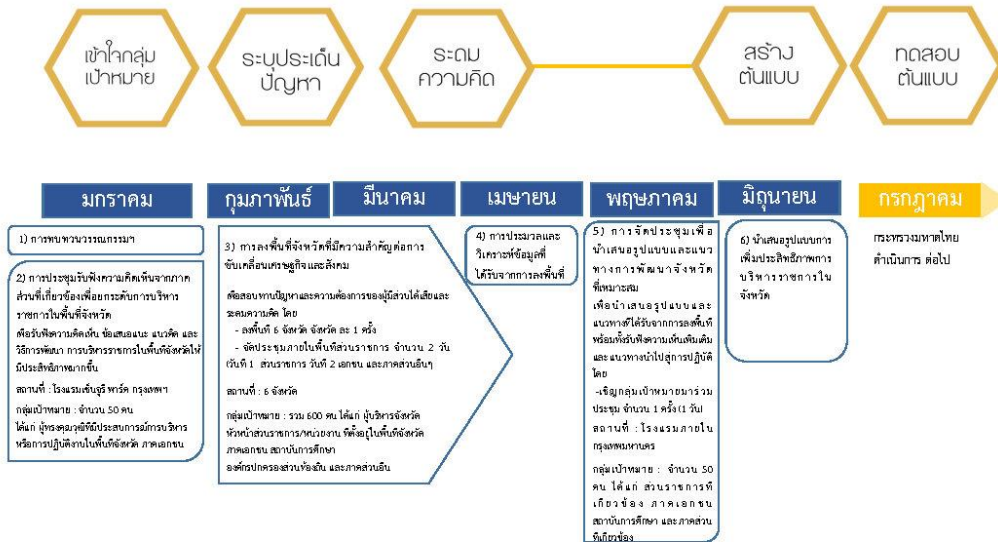 เข้าใจกลุ่ม
เป้าหมาย
ระบุประเด็น
ปัญหา
ระดม
ความคิด
สร้าง
ต้นแบบ
ทดสอบ
ต้นแบบ
มกราคม
กุมภาพันธ์
มีนาคม
เมษายน
พฤษภาคม
มิถุนายน
กรกฎาคม
1) การทบทวนวรรณกรรมฯ
2) การประชุมรับฟังความคิดเห็นจากภาค
ส่วนที่เกี่ยวข้องเพื่อยกระดับการบริหาร
ราชการในพื้นที่จังหวัด
เพื่อรับฟังความคิดเห็น ข้อเสนอแนะ แนวคิด และ
วิธีการพัฒนา การบริหารราชการในพื้นที่จังหวัดให้
มีประสิทธิภาพมากขึ้น
สถานที่ : โรงแรมเซ็นจูรี่ พาร์ค กรุงเทพฯ
กลุ่มเป้าหมาย : จำนวน 50 คน
ได้แก่ ผู้ทรงคุณวุฒิที่มีประสบการณ์การบริหาร
หรือการปฏิบัติงานในพื้นที่จังหวัด ภาคเอกชน
3) การลงพื้นที่จังหวัดที่มีความสำคัญต่อการ
ขับเคลื่อนเศรษฐกิจและสังคม
เพื่อสอบทานปัญหาและความต้องการของผู้มีส่วนได้เสียและ
ระดมความคิด โดย
- ลงพื้นที่ 6 จังหวัด จังหวัด ละ 1 ครั้ง
- จัดประชุมภายในพื้นที่ส่วนราชการ จำนวน 2 วัน
(วันที่ 1 ส่วนราชการ วันที่ 2 เอกชน และภาคส่วนอื่นๆ)
สถานที่ : 6 จังหวัด
กลุ่มเป้าหมาย : รวม 600 คน ได้แก่ ผู้บริหารจังหวัด
หัวหน้าส่วนราชการ/หน่วยงาน ที่ตั้งอยู่ในพื้นที่จังหวัด
ภาคเอกชน สถาบันการศึกษา
องค์กรปกครองส่วนท้องถิ่น และภาคส่วนอื่น
4) การประมวลและ
วิเคราะห์ข้อมูลที่
ได้รับจากการลงพื้นที่
5) การจัดประชุมเพื่อ
นำเสนอรูปแบบและแนว
ทางการพัฒนาจังหวัด
ที่เหมาะสม
เพื่อนำเสนอรูปแบบและ
แนวทางที่ได้รับจากการลงพื้นที่
พร้อมทั้งรับฟังความเห็นเพิ่มเติม
และแนวทางนำไปสู่การปฏิบัติ
โดย
-เชิญกลุ่มเป้าหมายมาร่วม
ประชุม จำนวน 1 ครั้ง (1 วัน)
สถานที่ : โรงแรมภายใน
กรุงเทพมหานคร
กลุ่มเป้าหมาย : จำนวน 50
คน ได้แก่ ส่วนราชการที่
เกี่ยวข้อง ภาคเอกชน
สถาบันการศึกษา และภาคส่วน
ที่เกี่ยวข้อง
6) นำเสนอรูปแบบการ
เพิ่มประสิทธิภาพการ
บริหารราชการใน
จังหวัด
กระทรวงมหาดไทย
ดำเนินการ ต่อไป